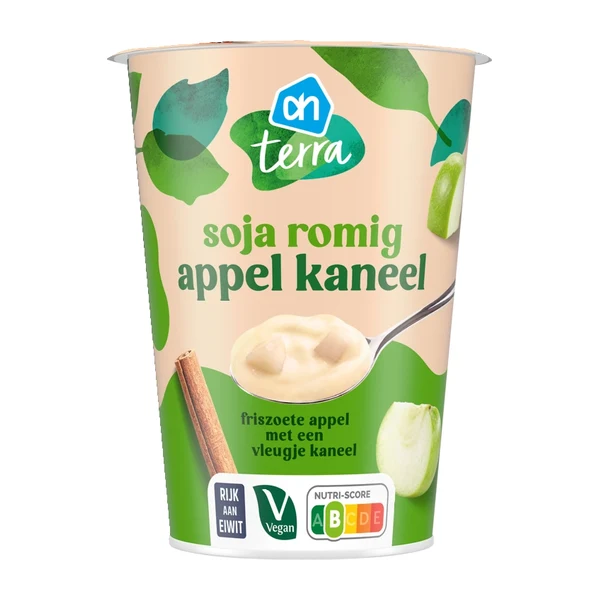 ah
terra
soja romig
appel kaneel
friszoete appel
met een
vleugje kaneel
RIJK
AAN
EIWIT
V
Vegan
NUTRI-SCORE
A B C D E